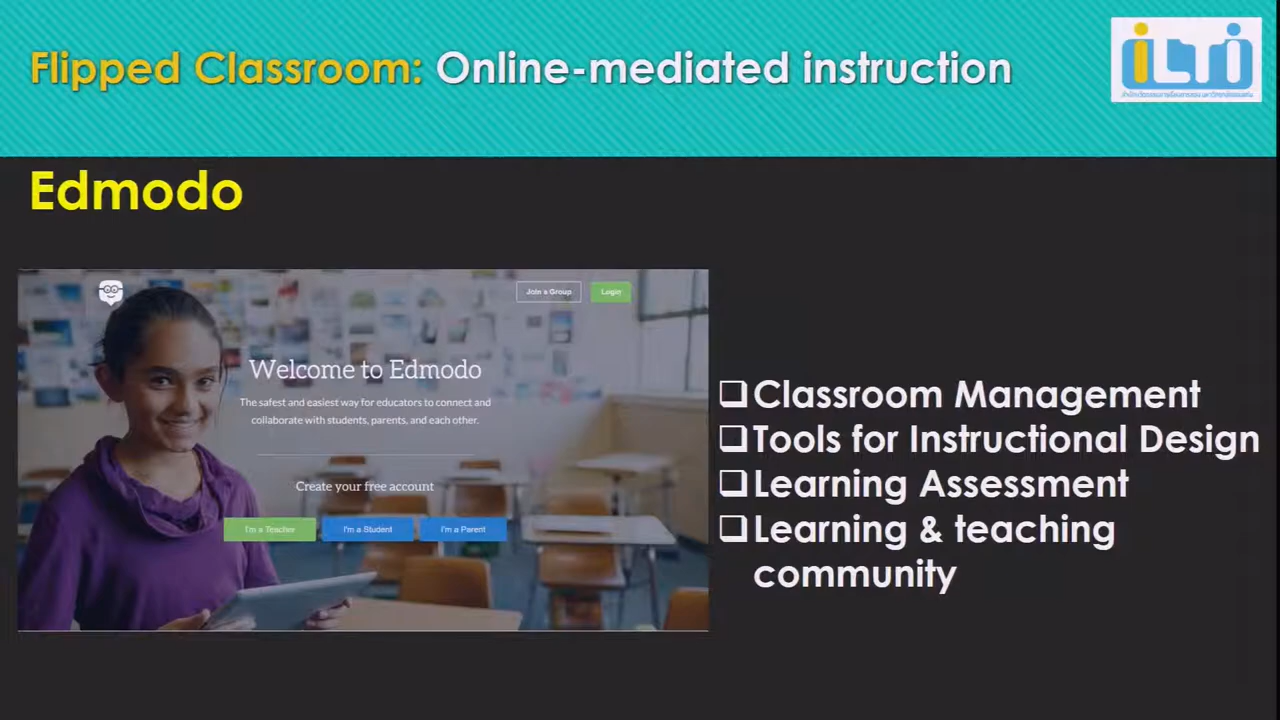 Flipped Classroom: Online-mediated instruction
iLTi
Edmodo
Join a Group
Login
Welcome to Edmodo
The safest and easiest way for educators to connect and
collaborate with students, parents, and each other.
Create your free account
I'm a Teacher
I'm a Student
I'm a Parent
Classroom Management
Tools for Instructional Design
Learning Assessment
Learning & teaching
community